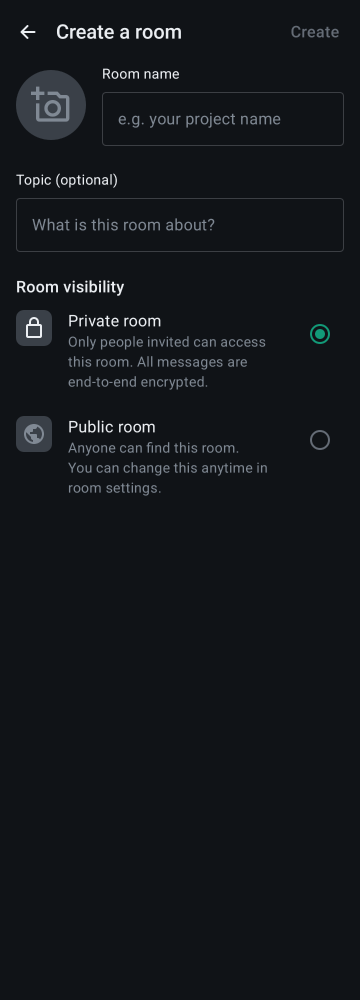 Create a room
Create
Room name
e.g. your project name
Topic (optional)
What is this room about?
Room visibility
Private room
Only people invited can access
this room. All messages are
end-to-end encrypted.
Public room
Anyone can find this room.
You can change this anytime in
room settings.